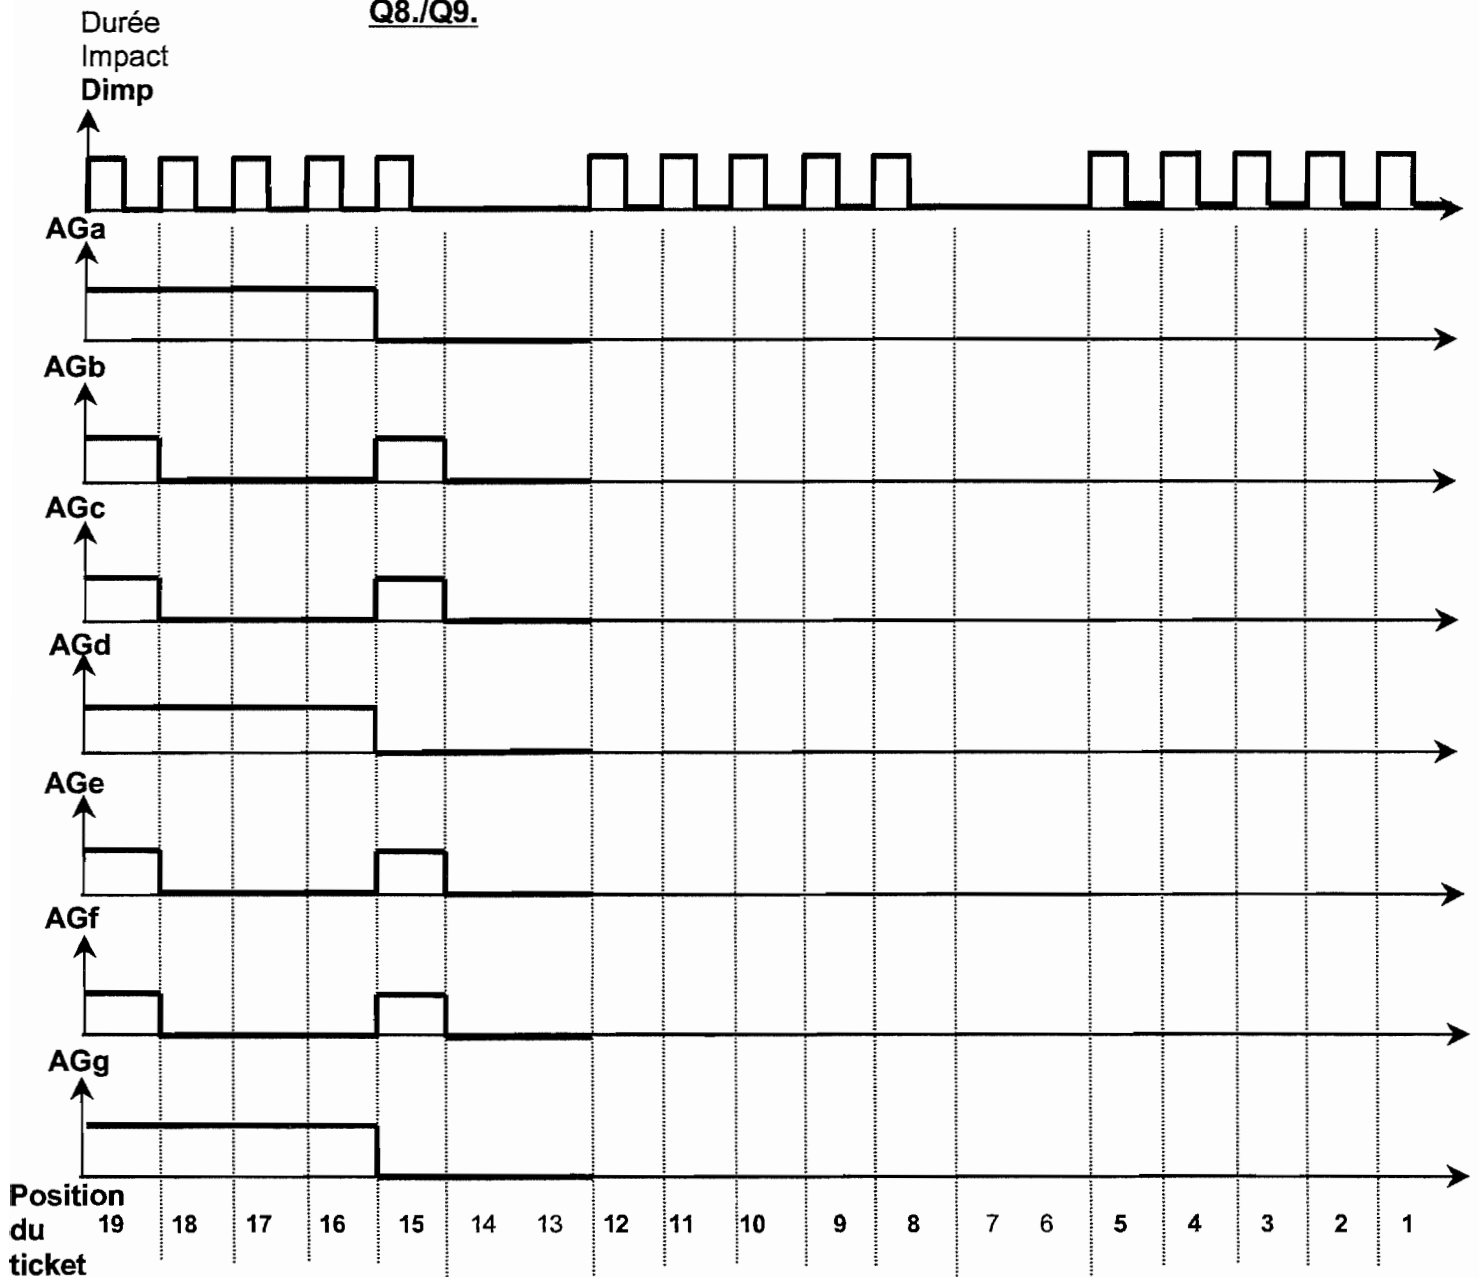 Q8./Q9.
Durée
Impact
Dimp
AGa
AGb
AGc
AGd
AGe
AGf
AGg
Position
du
ticket
19 18 17 16 15 14 13 12 11 10 9 8 7 6 5 4 3 2 1